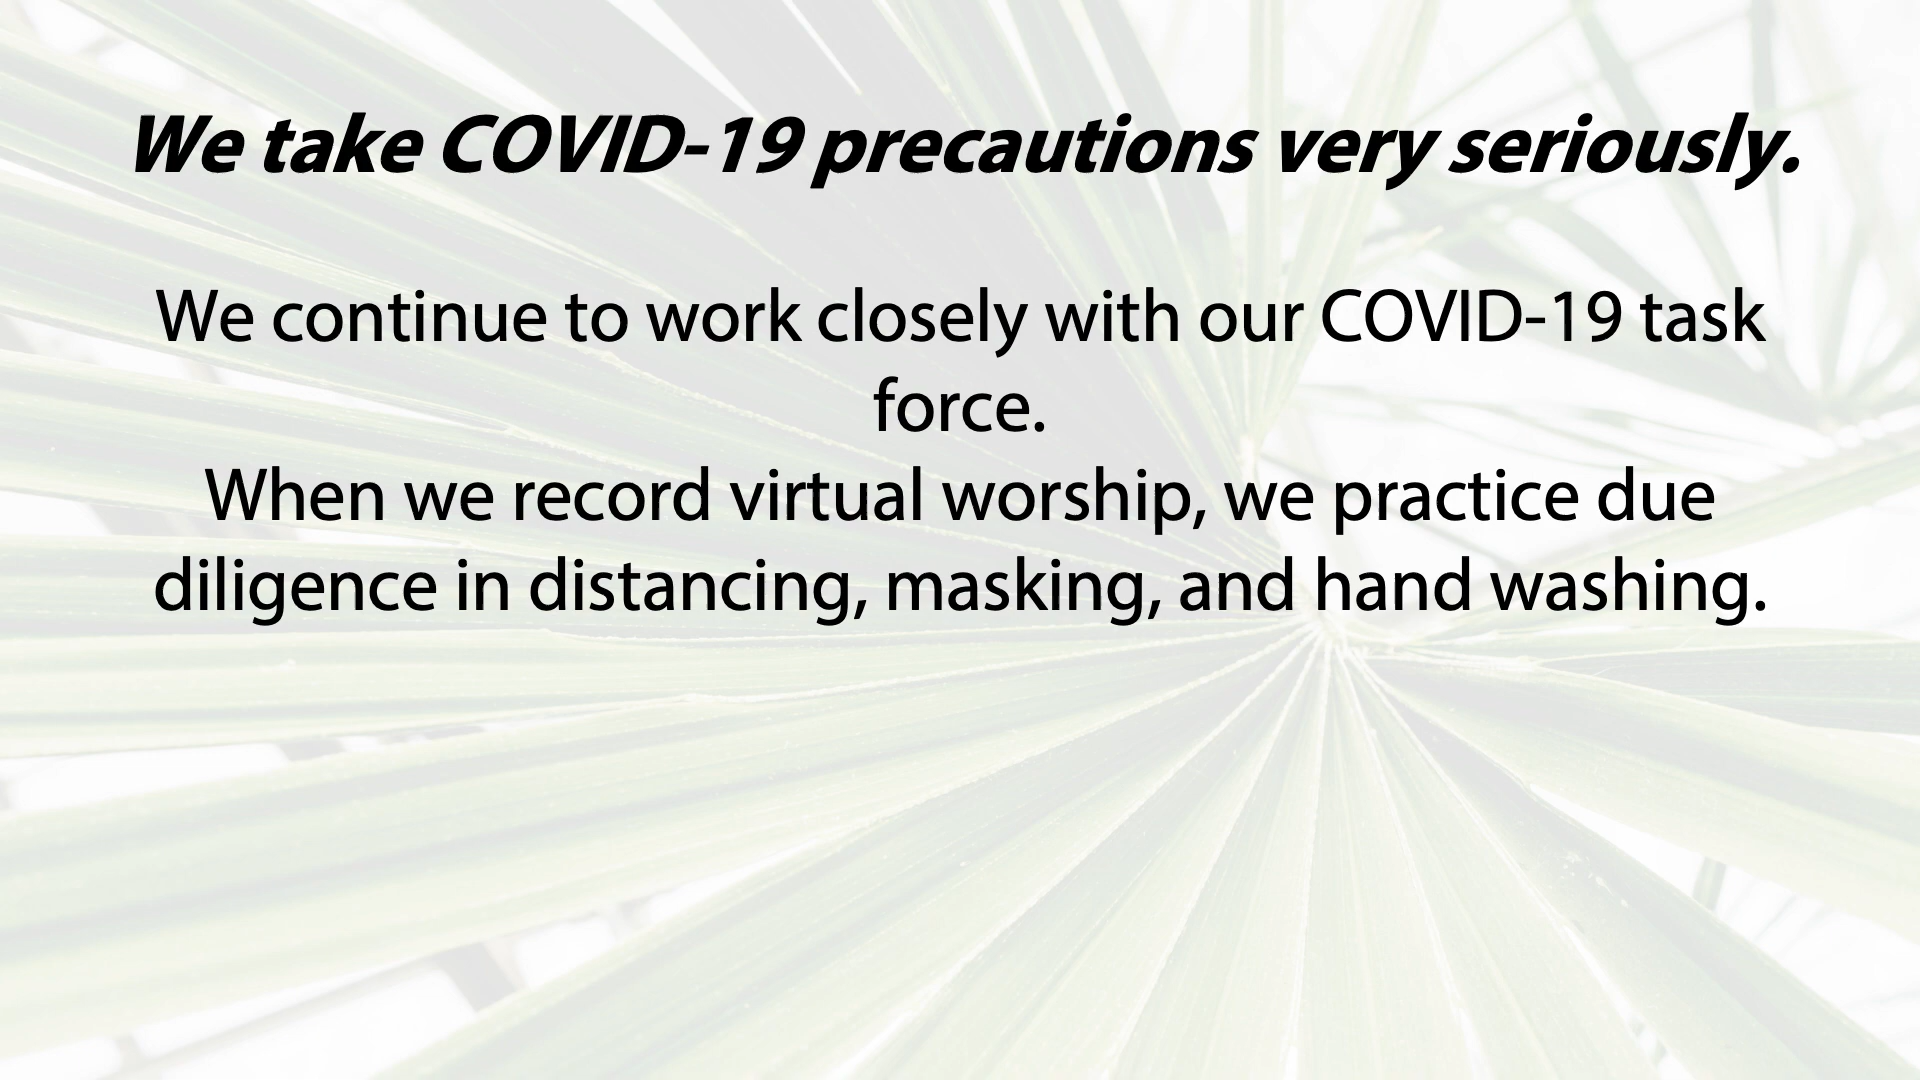 We take COVID-19 precautions very seriously.
We continue to work closely with our COVID-19 task
force.
When we record virtual worship, we practice due
diligence in distancing, masking, and hand washing.